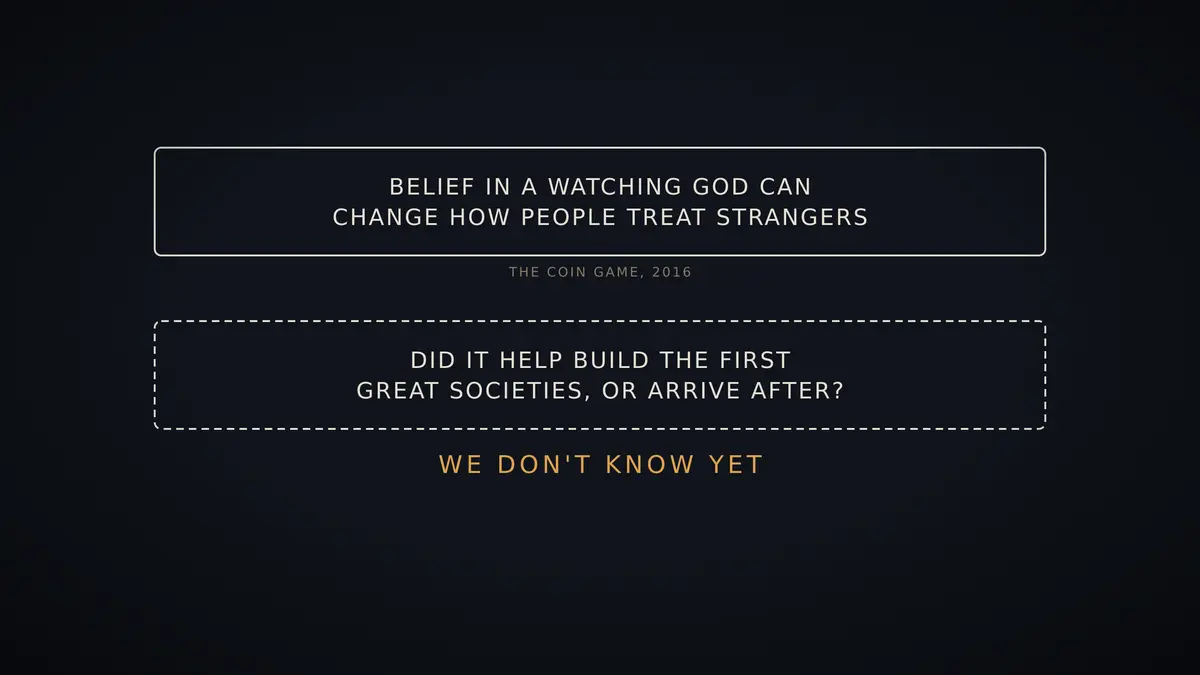 BELIEF IN A WATCHING GOD CAN
CHANGE HOW PEOPLE TREAT STRANGERS
THE COIN GAME, 2016
DID IT HELP BUILD THE FIRST
GREAT SOCIETIES, OR ARRIVE AFTER?
WE DON'T KNOW YET